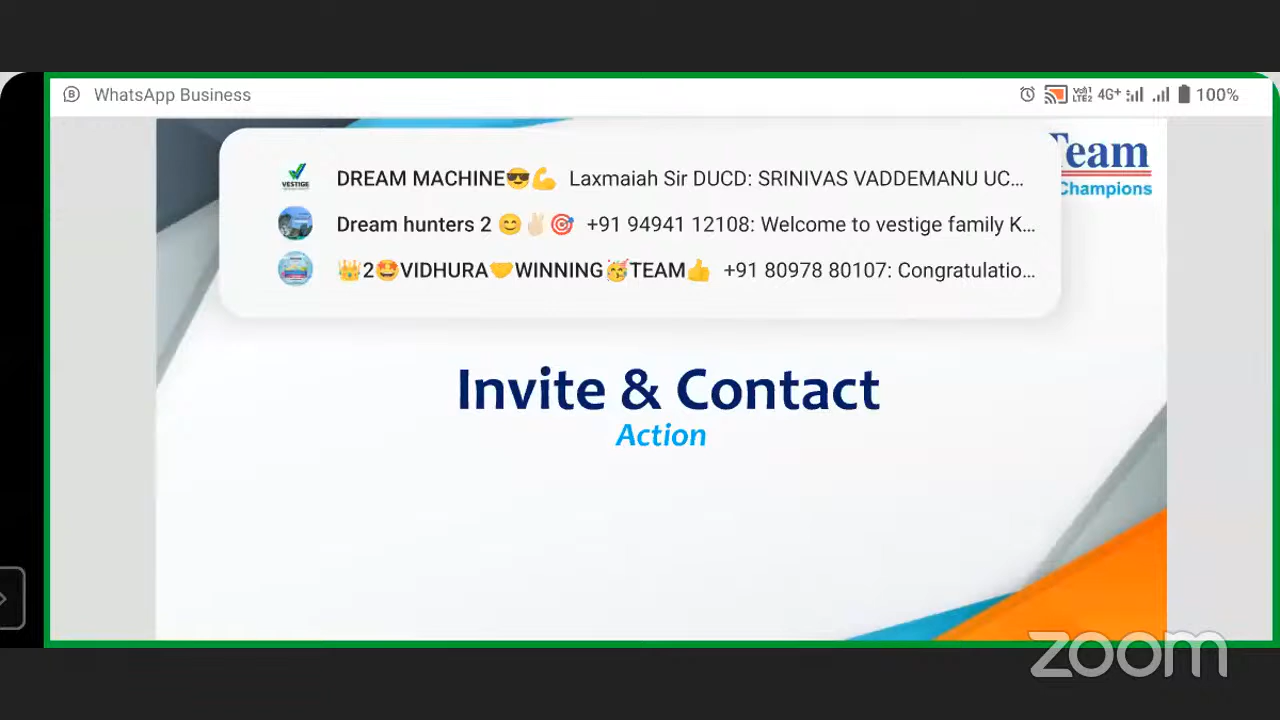 WhatsApp Business
4G+ 100%
VESTIGE
DREAM MACHINE😎💪 Laxmaiah Sir DUCD: SRINIVAS VADDEMANU UC...
Dream hunters 2 😊✌🏻🎯 +91 94941 12108: Welcome to vestige family K...
👑2🤩VIDHURA🤝WINNING🥳TEAM👍 +91 80978 80107: Congratulatio...
Team
Champions
Invite & Contact
Action
zoom